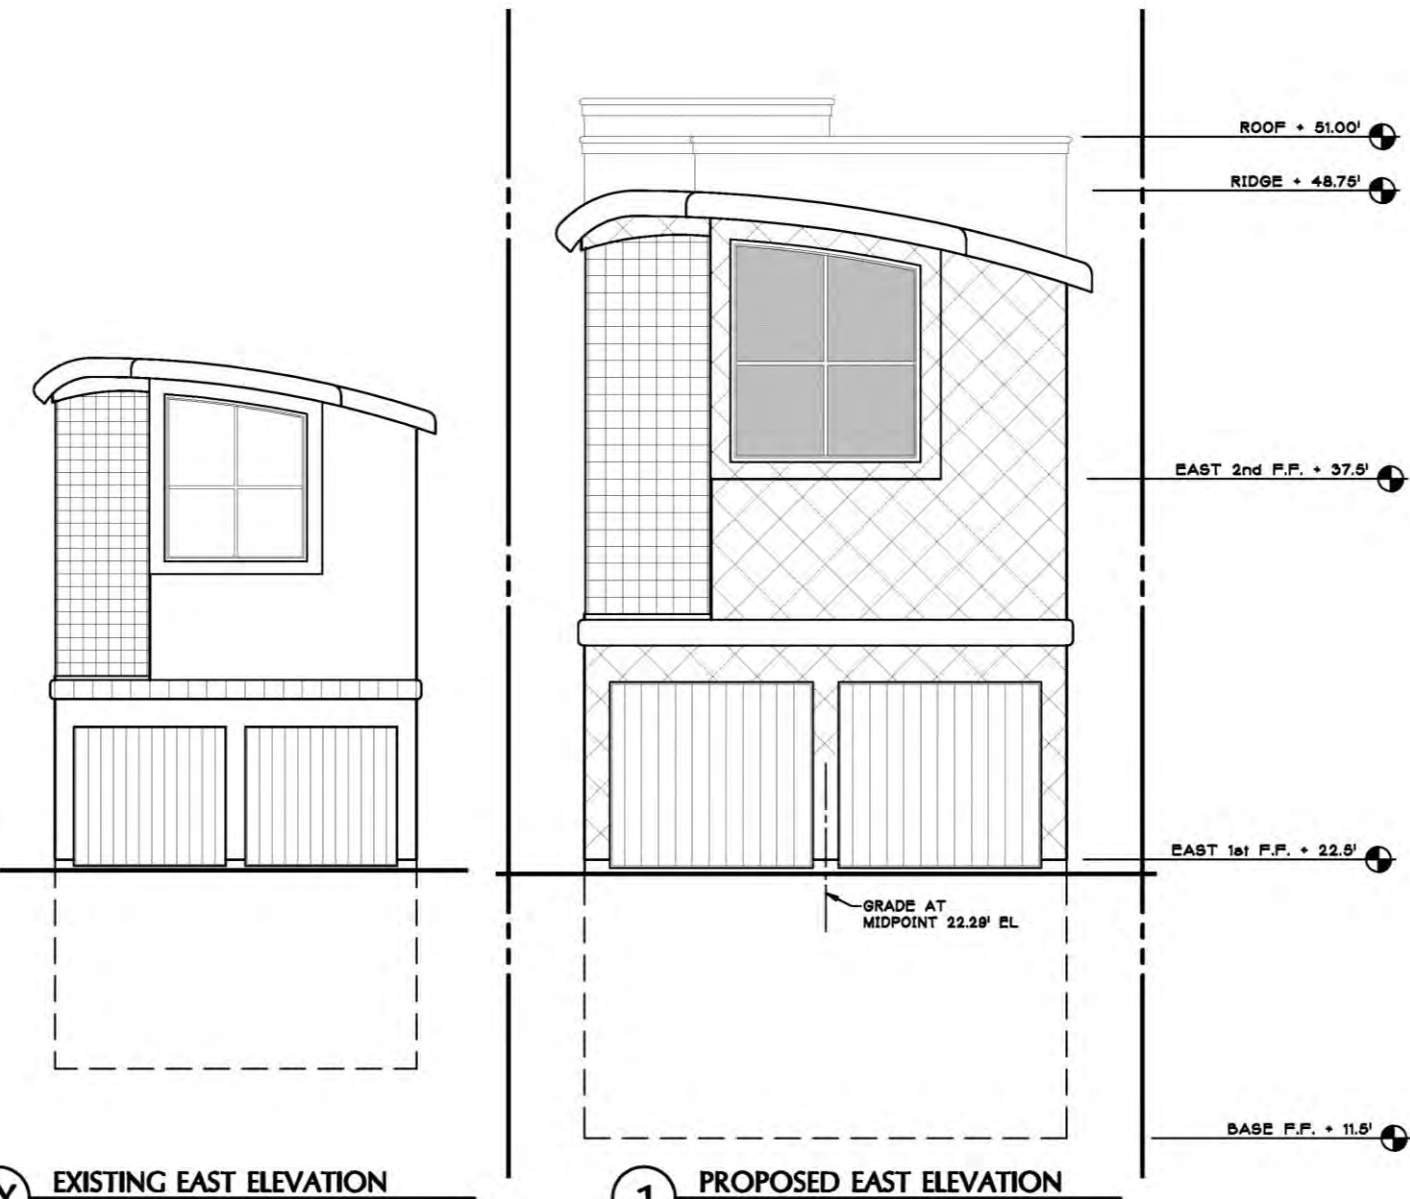 ROOF + 51.00'
RIDGE + 48.75'
EAST 2nd F.F. + 37.5'
EAST 1st F.F. + 22.5'
GRADE AT
MIDPOINT 22.29' EL
BASE F.F. + 11.5'
X EXISTING EAST ELEVATION
1 PROPOSED EAST ELEVATION